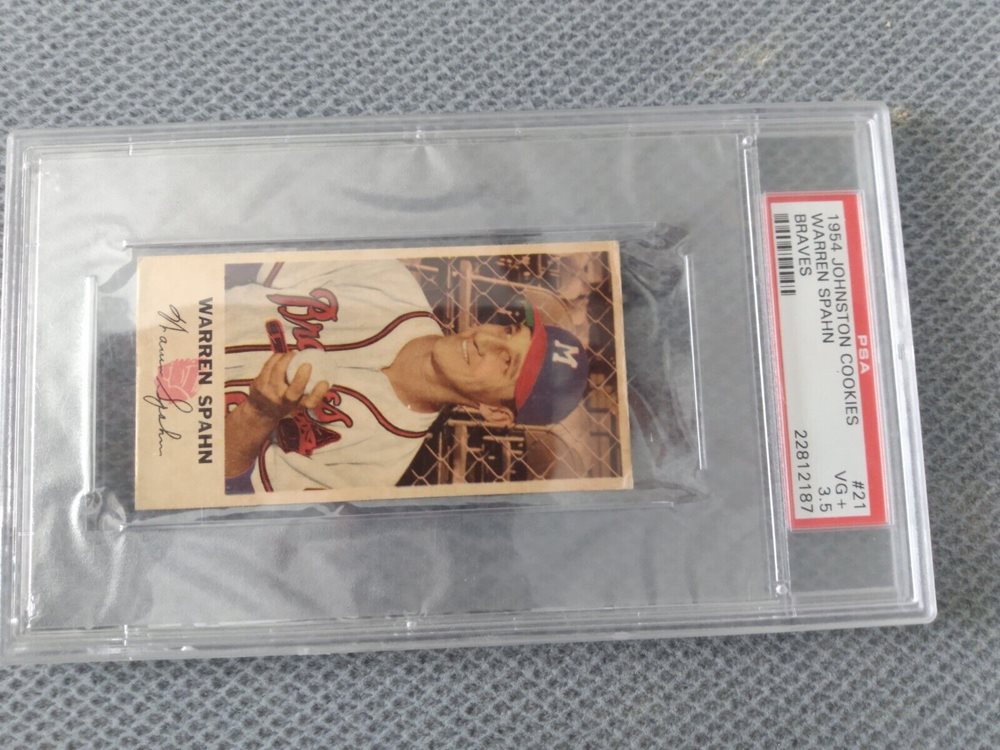 PSA
1954 JOHNSTON COOKIES #21
WARREN SPAHN VG+
BRAVES 3.5
22812187
M
WARREN SPAHN
Warren Spahn